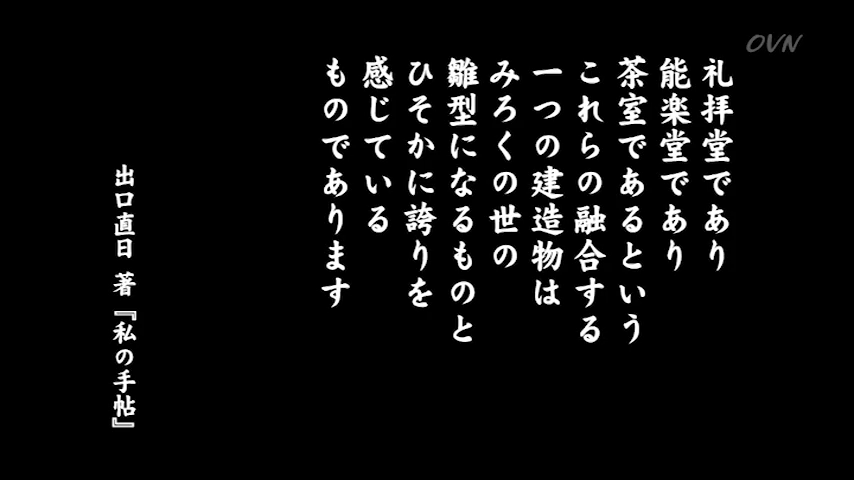 OVN
礼拝堂であり
能楽堂であり
茶室であるという
これらの融合する
一つの建造物は
みろくの世の
雛型になるものと
ひそかに誇りを
感じている
ものであります
出口直日 著『私の手帖』